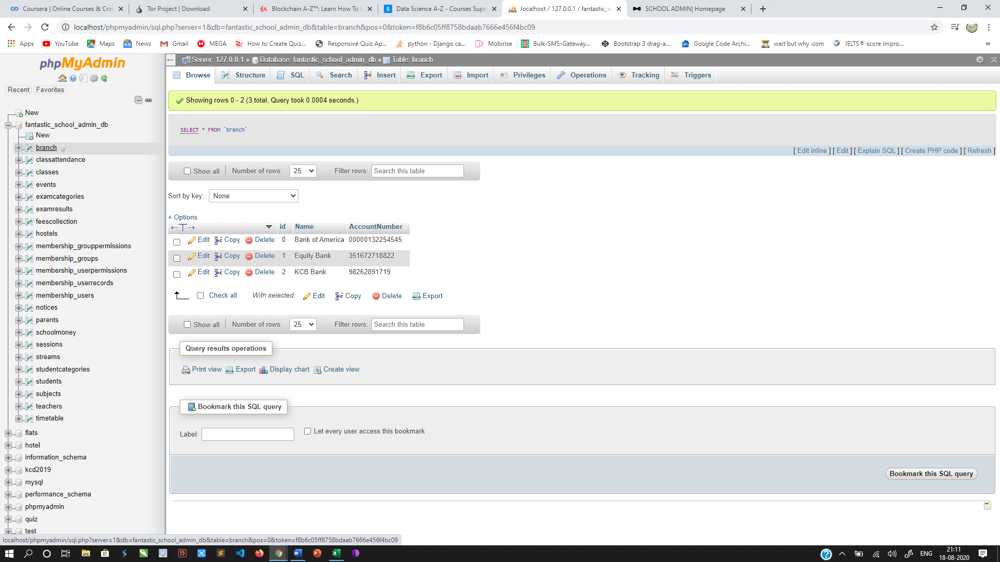 Coursera | Online Courses & Cred
Tor Project | Download
Blockchain A-Z™: Learn How To B
Data Science A-Z - Courses Supe
localhost / 127.0.0.1 / fantastic_sc
SCHOOL ADMIN| Homepage
localhost/phpmyadmin/sql.php?server=1&db=fantastic_school_admin_db&table=branch&pos=0&token=f8b6c05ff8758bdaab7666e456f4bc09
Apps YouTube Maps News Gmail MEGA How to Create Quiz... Responsive Quiz Ap... python - Django ca... Mobirise Bulk-SMS-Gateway... Bootstrap 3 drag-a... Google Code Archi... wait but why .com IELTS® score impro... »
phpMyAdmin
Recent Favorites
New
fantastic_school_admin_db
New
branch
classattendance
classes
events
examcategories
examresults
feescollection
hostels
membership_grouppermissions
membership_groups
membership_userpermissions
membership_userrecords
membership_users
notices
parents
schoolmoney
sessions
streams
studentcategories
students
subjects
teachers
timetable
flats
hotel
information_schema
kcd2019
mysql
performance_schema
phpmyadmin
quiz
test
Server: 127.0.0.1 » Database: fantastic_school_admin_db » Table: branch
Browse Structure SQL Search Insert Export Import Privileges Operations Tracking Triggers
Showing rows 0 - 2 (3 total, Query took 0.0004 seconds.)
SELECT * FROM `branch`
[ Edit inline ] [ Edit ] [ Explain SQL ] [ Create PHP code ] [ Refresh ]
Show all Number of rows: 25 Filter rows: Search this table
Sort by key: None
+ Options
←T→ id Name AccountNumber
Edit Copy Delete 0 Bank of America 00000132254545
Edit Copy Delete 1 Equity Bank 351672718822
Edit Copy Delete 2 KCB Bank 98262891719
Check all With selected: Edit Copy Delete Export
Show all Number of rows: 25 Filter rows: Search this table
Query results operations
Print view Export Display chart Create view
Bookmark this SQL query
Label: Let every user access this bookmark
Bookmark this SQL query
localhost/phpmyadmin/sql.php?server=1&db=fantastic_school_admin_db&table=branch&pos=0&token=f8b6c05ff8758bdaab7666e456f4bc09
ENG
21:11
18-08-2020